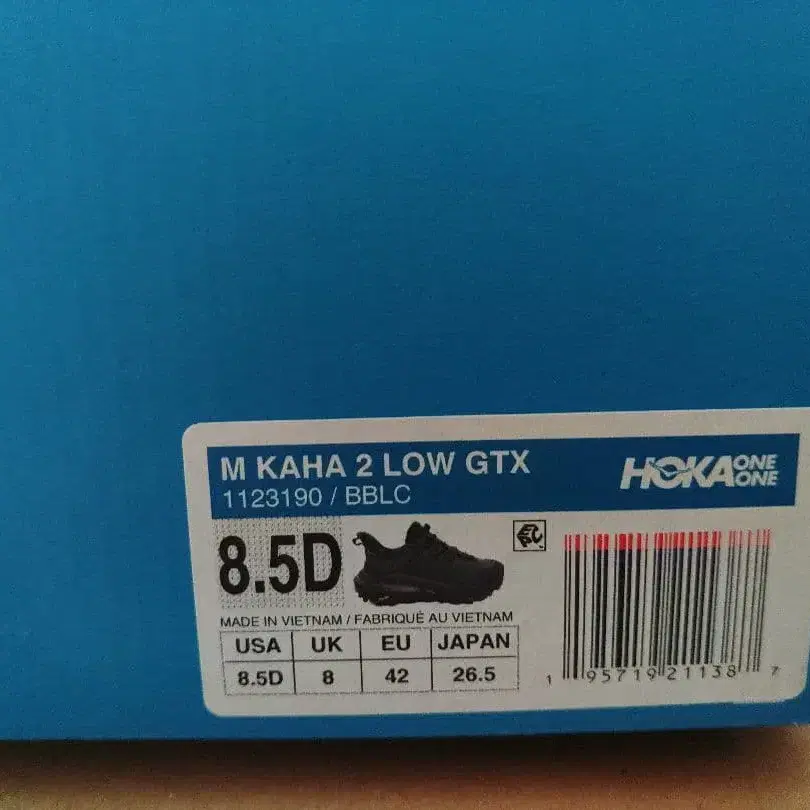 M KAHA 2 LOW GTX
HOKA ONE ONE
1123190 / BBLC
8.5D
EPC
MADE IN VIETNAM / FABRIQUÉ AU VIETNAM
USA UK EU JAPAN
8.5D 8 42 26.5
1 95719 21138 7